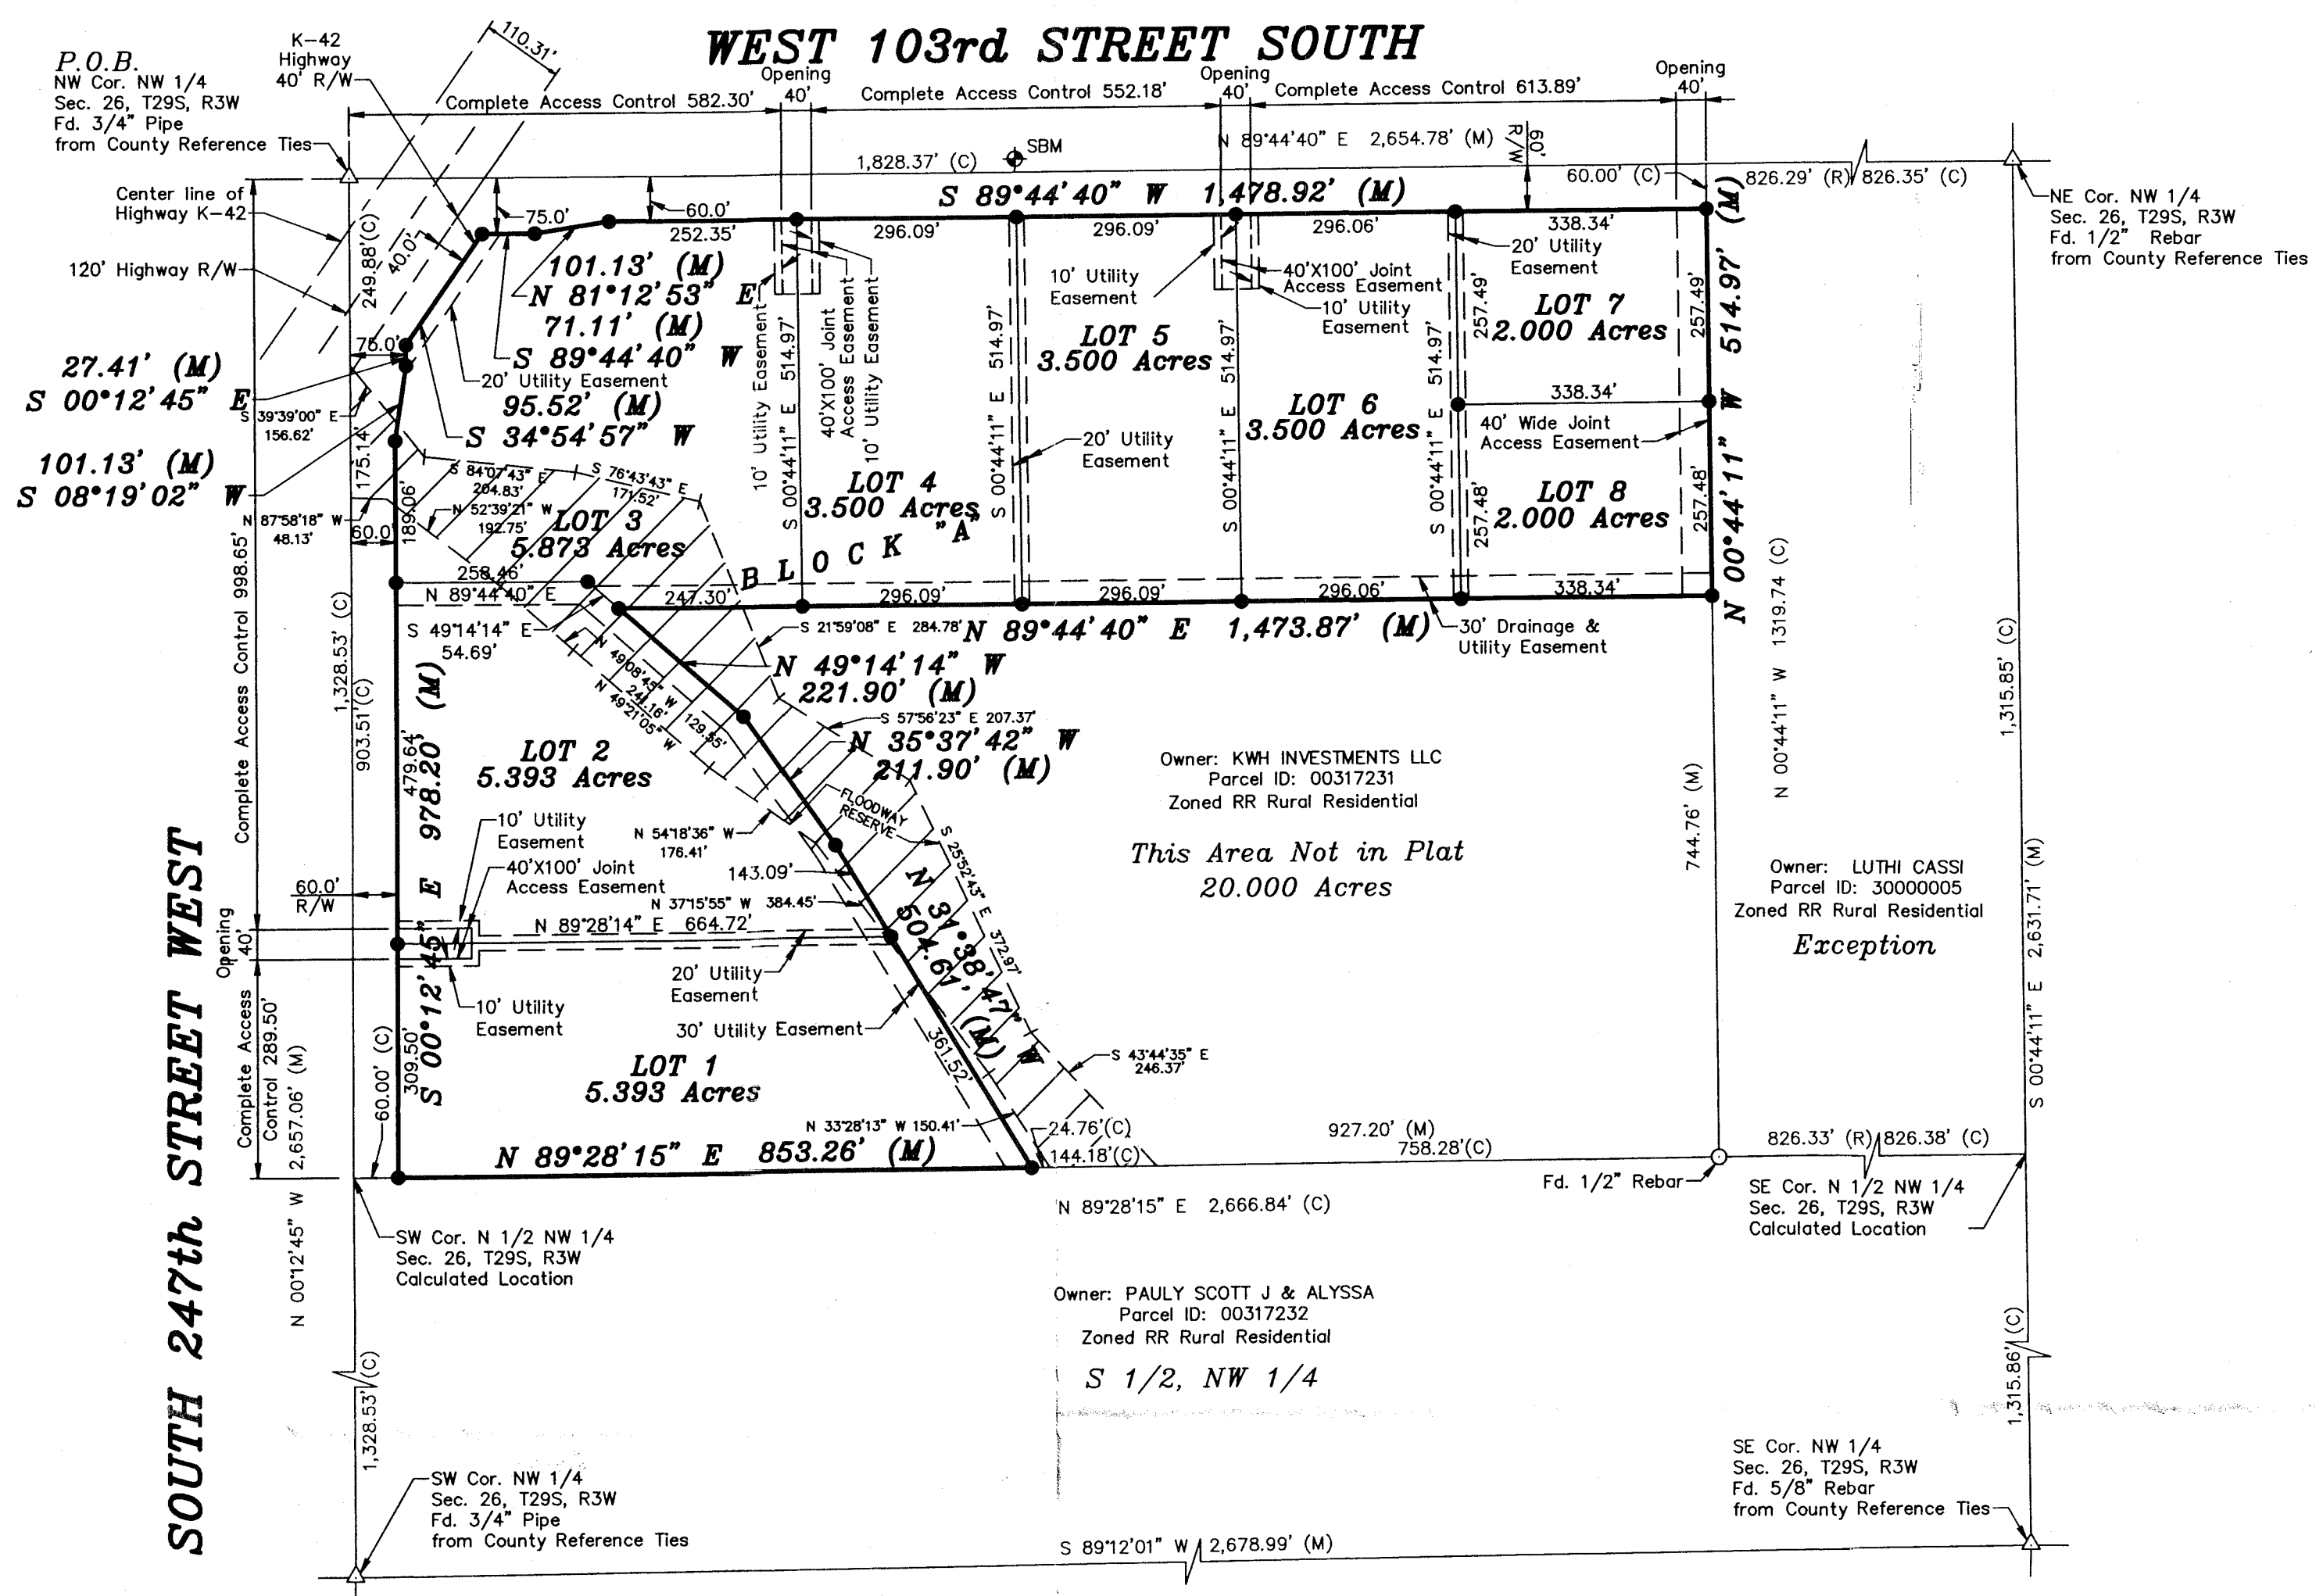 WEST 103rd STREET SOUTH
P.O.B.
NW Cor. NW 1/4
Sec. 26, T29S, R3W
Fd. 3/4" Pipe
from County Reference Ties
K-42
Highway
40' R/W
110.31'
Opening
40'
Opening
40'
Opening
40'
Complete Access Control 582.30'
Complete Access Control 552.18'
Complete Access Control 613.89'
1,828.37' (C)
SBM
N 89°44'40" E 2,654.78' (M)
60'
R/W
60.00' (C)
826.29' (R)
826.35' (C)
NE Cor. NW 1/4
Sec. 26, T29S, R3W
Fd. 1/2" Rebar
from County Reference Ties
Center line of
Highway K-42
120' Highway R/W
249.88'(C)
40.0'
75.0'
60.0'
S 89°44'40" W 1,478.92' (M)
252.35'
296.09'
296.09'
296.06'
338.34'
101.13' (M)
N 81°12'53" E
71.11' (M)
S 89°44'40" W
20' Utility Easement
95.52' (M)
S 34°54'57" W
75.0'
27.41' (M)
S 00°12'45" E
S 39°39'00" E
156.62'
101.13' (M)
S 08°19'02" W
N 87°58'18" W
48.13'
175.14'
189.06'
60.0'
S 84°07'43" E
204.83'
S 76°43'43" E
171.52'
N 52°39'21" W
192.75'
LOT 3
5.873 Acres
10' Utility Easement
S 00°44'11" E 514.97'
40'X100' Joint
Access Easement
10' Utility Easement
LOT 4
3.500 Acres
BLOCK "A"
S 00°44'11" E 514.97'
20' Utility
Easement
10' Utility
Easement
LOT 5
3.500 Acres
S 00°44'11" E 514.97'
40'X100' Joint
Access Easement
10' Utility
Easement
LOT 6
3.500 Acres
S 00°44'11" E 514.97'
20' Utility
Easement
257.49'
LOT 7
2.000 Acres
257.49'
338.34'
40' Wide Joint
Access Easement
LOT 8
2.000 Acres
257.48'
257.48'
N 00°44'11" W 514.97' (M)
258.46'
N 89°44'40" E
247.30'
296.09'
296.09'
296.06'
338.34'
S 49°14'14" E
54.69'
S 21°59'08" E 284.78'
N 89°44'40" E 1,473.87' (M)
30' Drainage &
Utility Easement
N 49°14'14" W
221.90' (M)
N 49°08'45" W
241.16'
N 49°21'05" W
129.55'
S 57°56'23" E 207.37'
N 35°37'42" W
211.90' (M)
LOT 2
5.393 Acres
FLOODWAY
RESERVE
N 54°18'36" W
176.41'
143.09'
N 37°15'55" W 384.45'
S 25°52'43" E 372.97'
N 31°38'47" W
504.61' (M)
10' Utility
Easement
40'X100' Joint
Access Easement
N 89°28'14" E 664.72'
20' Utility
Easement
10' Utility
Easement
30' Utility Easement
361.52'
LOT 1
5.393 Acres
S 43°44'35" E
246.37'
N 33°28'13" W 150.41'
24.76'(C)
144.18'(C)
N 89°28'15" E 853.26' (M)
927.20' (M)
758.28'(C)
826.33' (R)
826.38' (C)
Fd. 1/2" Rebar
N 89°28'15" E 2,666.84' (C)
Owner: KWH INVESTMENTS LLC
Parcel ID: 00317231
Zoned RR Rural Residential
This Area Not in Plat
20.000 Acres
744.76' (M)
N 00°44'11" W 1319.74 (C)
Owner: LUTHI CASSI
Parcel ID: 30000005
Zoned RR Rural Residential
Exception
1,315.85' (C)
S 00°44'11" E 2,631.71' (M)
1,315.86'(C)
SE Cor. N 1/2 NW 1/4
Sec. 26, T29S, R3W
Calculated Location
SOUTH 247th STREET WEST
Complete Access Control 998.65'
Opening
40'
Complete Access
Control 289.50'
N 00°12'45" W 2,657.06' (M)
1,328.53' (C)
903.51'(C)
479.64'
S 00°12'45" E 978.20' (M)
60.0'
R/W
60.00' (C)
309.50'
1,328.53' (C)
SW Cor. N 1/2 NW 1/4
Sec. 26, T29S, R3W
Calculated Location
Owner: PAULY SCOTT J & ALYSSA
Parcel ID: 00317232
Zoned RR Rural Residential
S 1/2, NW 1/4
SW Cor. NW 1/4
Sec. 26, T29S, R3W
Fd. 3/4" Pipe
from County Reference Ties
SE Cor. NW 1/4
Sec. 26, T29S, R3W
Fd. 5/8" Rebar
from County Reference Ties
S 89°12'01" W 2,678.99' (M)